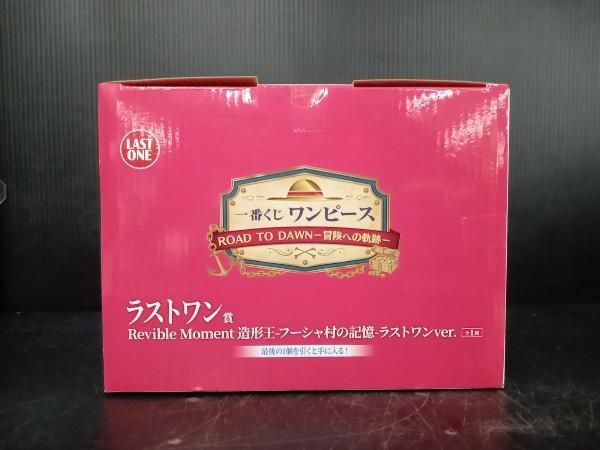 LAST
ONE
一番くじ ワンピース
ROAD TO DAWN－冒険への軌跡－
ラストワン賞
Revible Moment 造形王-フーシャ村の記憶-ラストワンver. 全1種
最後の1個を引くと手に入る！